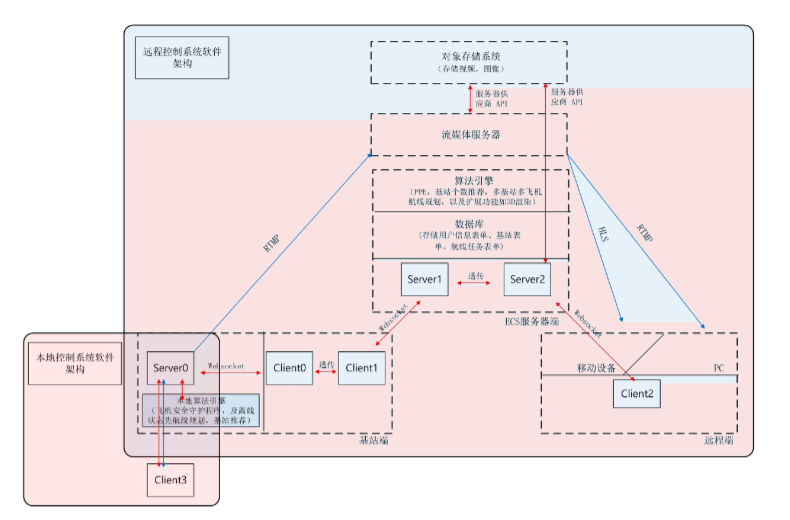 远程控制系统软件
架构
对象存储系统
（存储视频，图像）
服务器供
应商 API
服务器供
应商 API
流媒体服务器
算法引擎
（PPE，基站个数推荐，多基站多飞机
航线规划，以及扩展功能如3D渲染）
数据库
（存储用户信息表单、基站表
单、航线任务表单）
RTMP
HLS
RTMP
Server1
透传
Server2
Websocket
ECS服务器端
Websocket
本地控制系统软件
架构
Server0
Websocket
Client0
透传
Client1
移动设备
PC
Client2
本地算法引擎
（飞机安全守护程序，及离线
状态先航线规划，基站推荐）
基站端
远程端
Client3